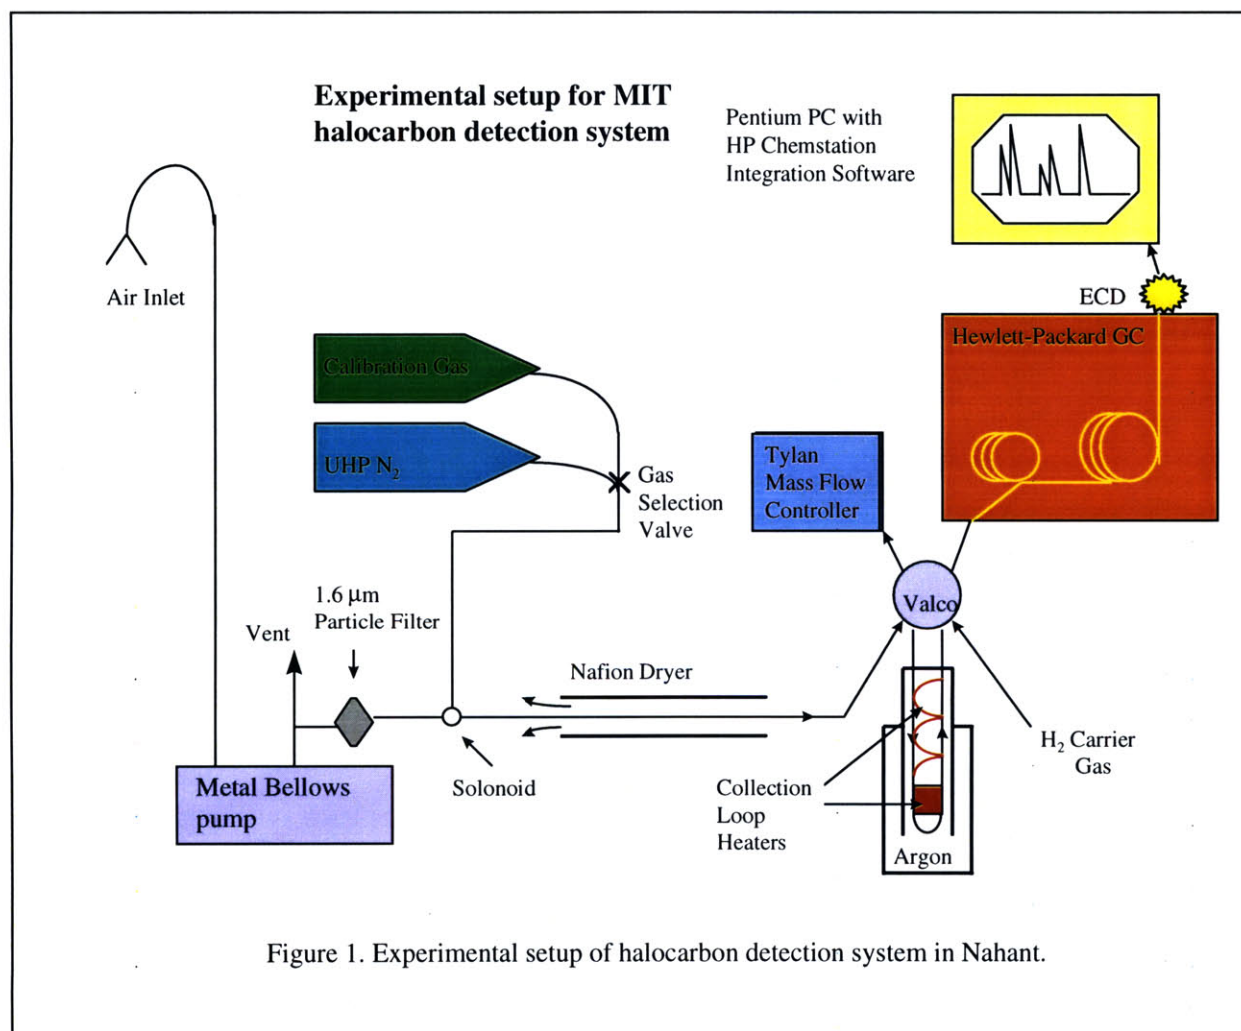 Experimental setup for MIT
halocarbon detection system
Pentium PC with
HP Chemstation
Integration Software
Air Inlet
ECD
Hewlett-Packard GC
Calibration Gas
UHP N₂
Gas
Selection
Valve
Tylan
Mass Flow
Controller
1.6 μm
Particle Filter
Vent
Valco
Nafion Dryer
H₂ Carrier
Gas
Metal Bellows
pump
Solonoid
Collection
Loop
Heaters
Argon
Figure 1. Experimental setup of halocarbon detection system in Nahant.